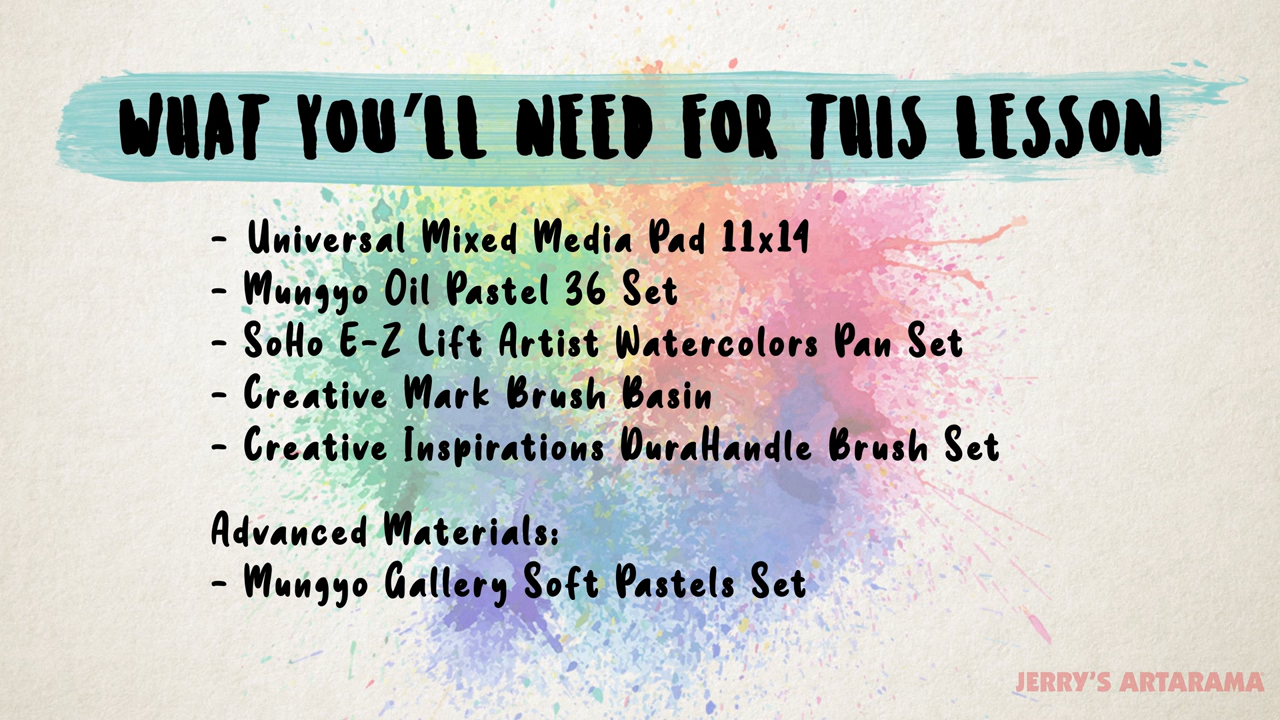 WHAT YOU'LL NEED FOR THIS LESSON
- Universal Mixed Media Pad 11x14
- Mungyo Oil Pastel 36 Set
- SoHo E-Z Lift Artist Watercolors Pan Set
- Creative Mark Brush Basin
- Creative Inspirations DuraHandle Brush Set
Advanced Materials:
- Mungyo Gallery Soft Pastels Set
JERRY'S ARTARAMA